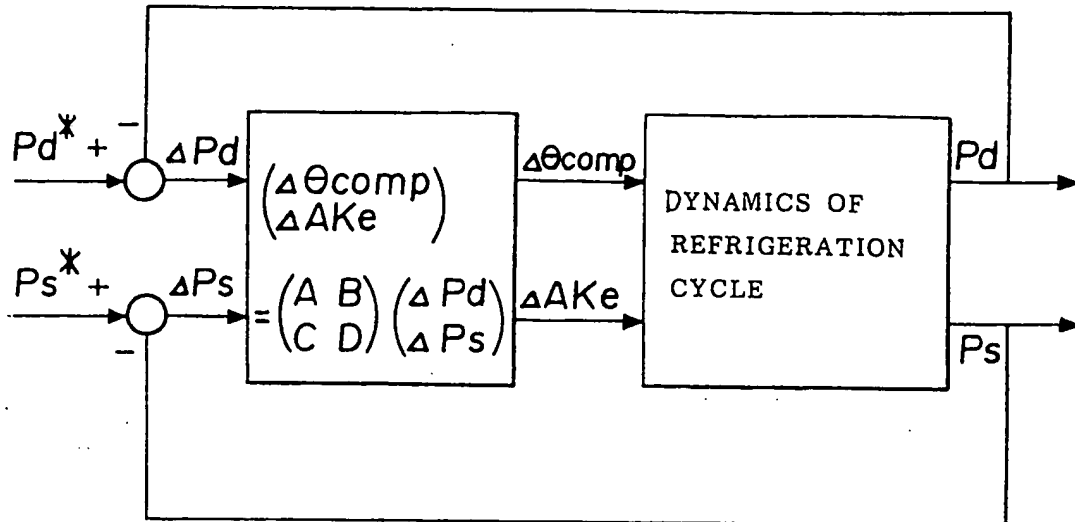 Pd* + −
ΔPd
ΔΘcomp
Pd
(ΔΘcomp
ΔAKe)
DYNAMICS OF
REFRIGERATION
CYCLE
Ps* +
−
ΔPs
= (A B
C D) (ΔPd
ΔPs)
ΔAKe
Ps